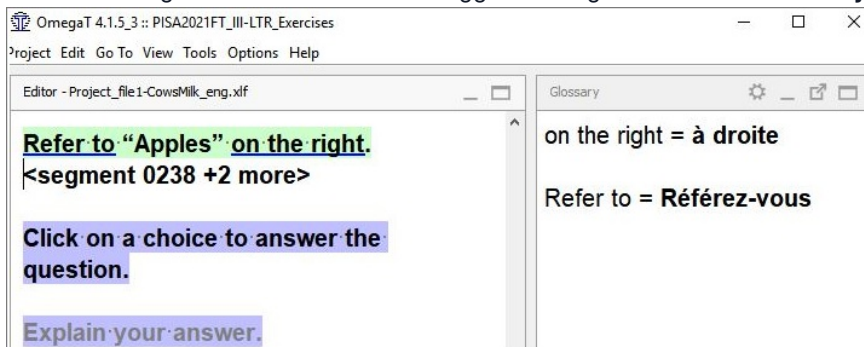 OmegaT 4.1.5_3 :: PISA2021FT_III-LTR_Exercises
Project Edit Go To View Tools Options Help
Editor - Project_file1-CowsMilk_eng.xlf
Glossary
Refer to “Apples” on the right.
<segment 0238 +2 more>
Click on a choice to answer the
question.
Explain your answer.
on the right = à droite
Refer to = Référez-vous